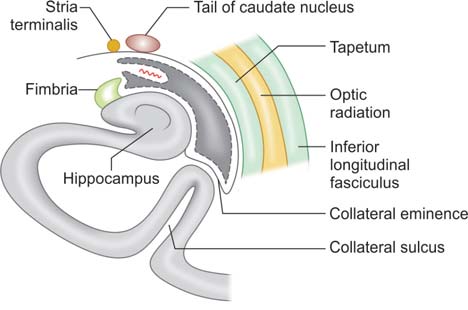 Stria
terminalis
Tail of caudate nucleus
Tapetum
Fimbria
Optic
radiation
Inferior
longitudinal
fasciculus
Hippocampus
Collateral eminence
Collateral sulcus